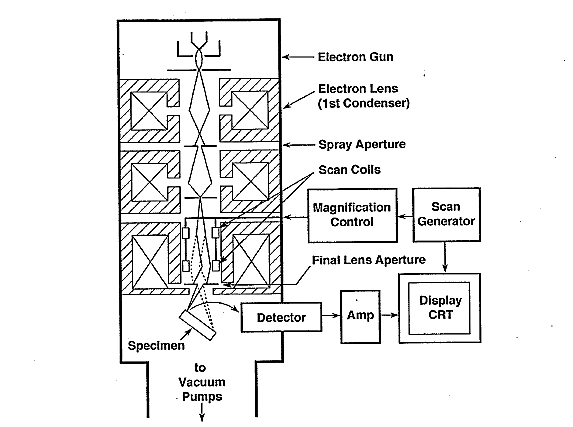 Electron Gun
Electron Lens
(1st Condenser)
Spray Aperture
Scan Coils
Magnification
Control
Scan
Generator
Final Lens Aperture
Detector
Amp
Display
CRT
Specimen
to
Vacuum
Pumps